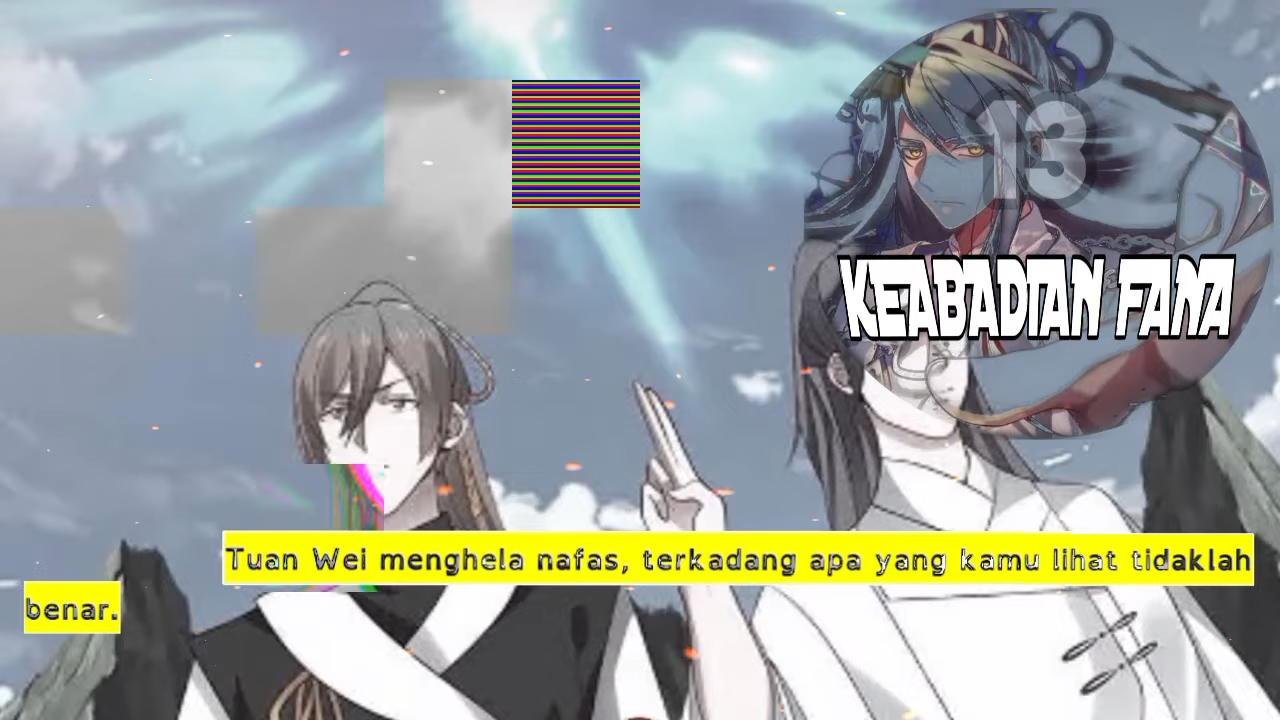 13
KEABADIAN FANA
Tuan Wei menghela nafas, terkadang apa yang kamu lihat tidaklah
benar.